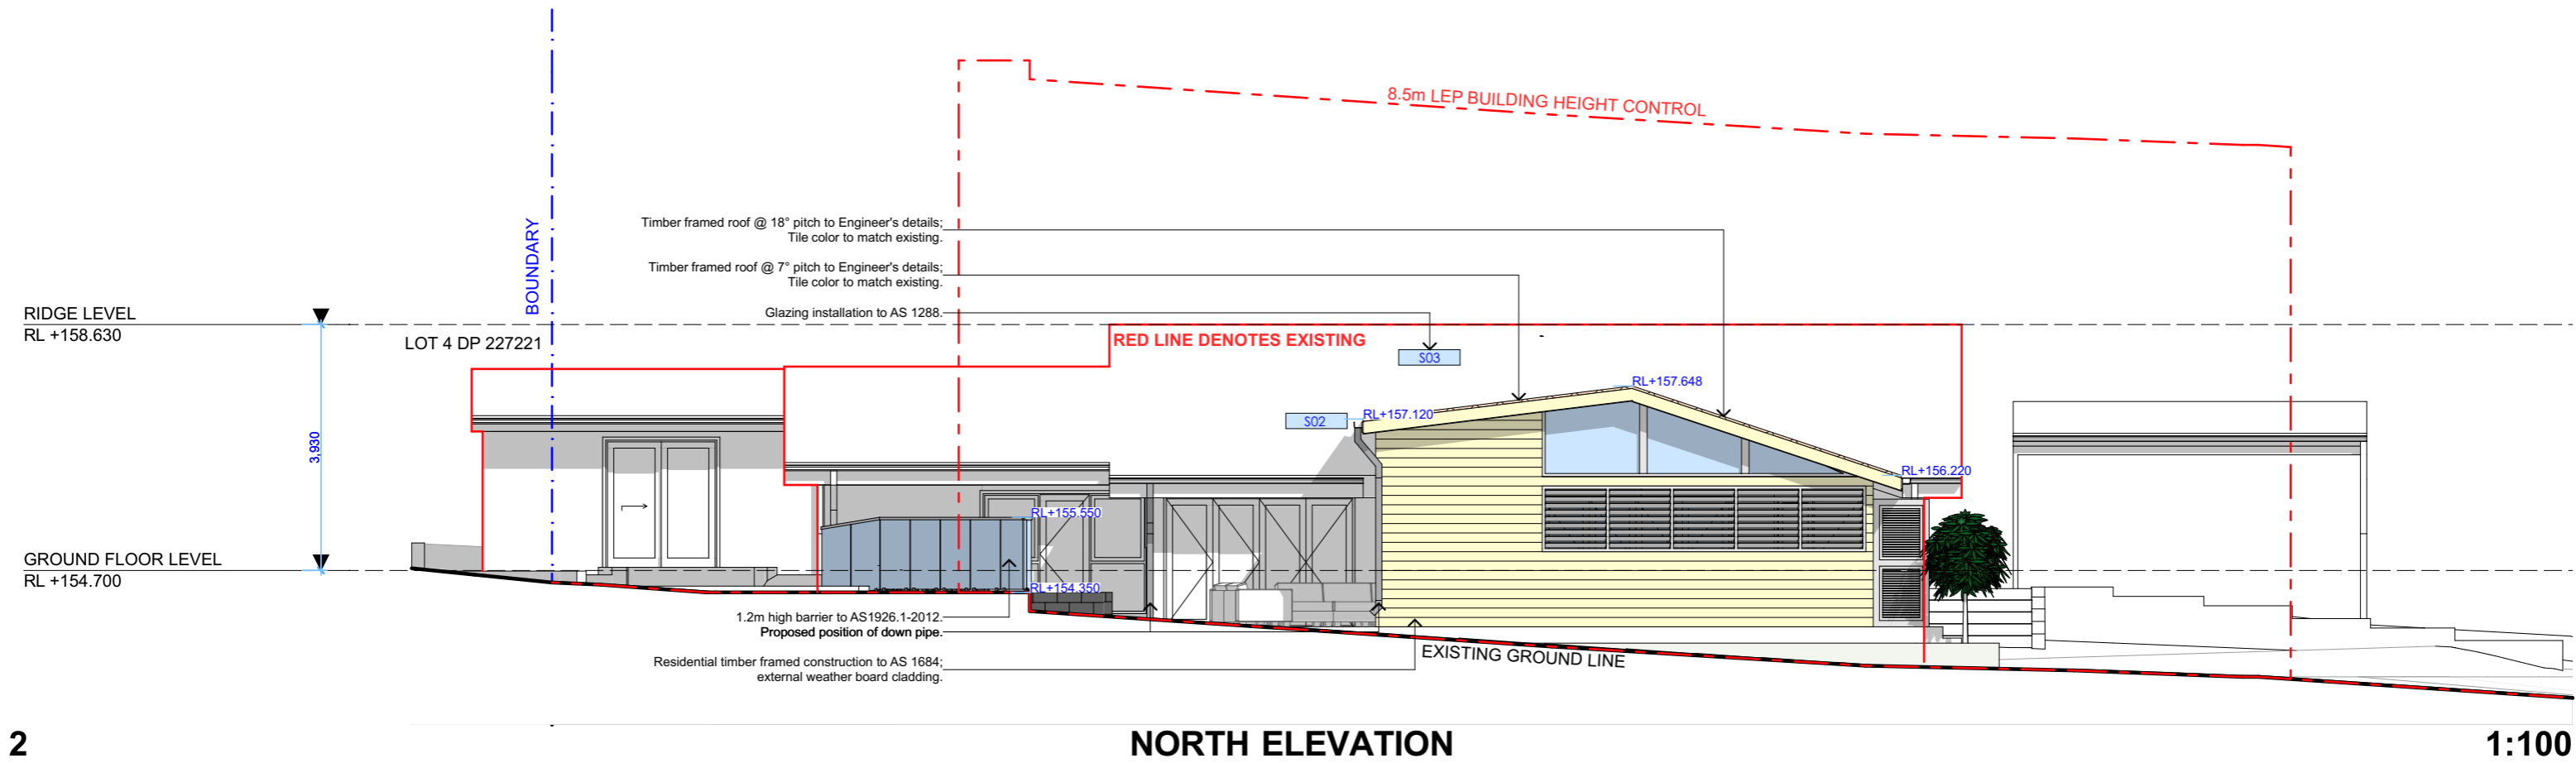 8.5m LEP BUILDING HEIGHT CONTROL
BOUNDARY
Timber framed roof @ 18° pitch to Engineer's details;
Tile color to match existing.
Timber framed roof @ 7° pitch to Engineer's details;
Tile color to match existing.
Glazing installation to AS 1288.
RIDGE LEVEL
RL +158.630
LOT 4 DP 227221
RED LINE DENOTES EXISTING
S03
RL+157.648
S02
RL+157.120
3,930
RL+156.220
RL+155.550
GROUND FLOOR LEVEL
RL +154.700
RL+154.350
1.2m high barrier to AS1926.1-2012.
Proposed position of down pipe.
Residential timber framed construction to AS 1684;
external weather board cladding.
EXISTING GROUND LINE
2
NORTH ELEVATION
1:100